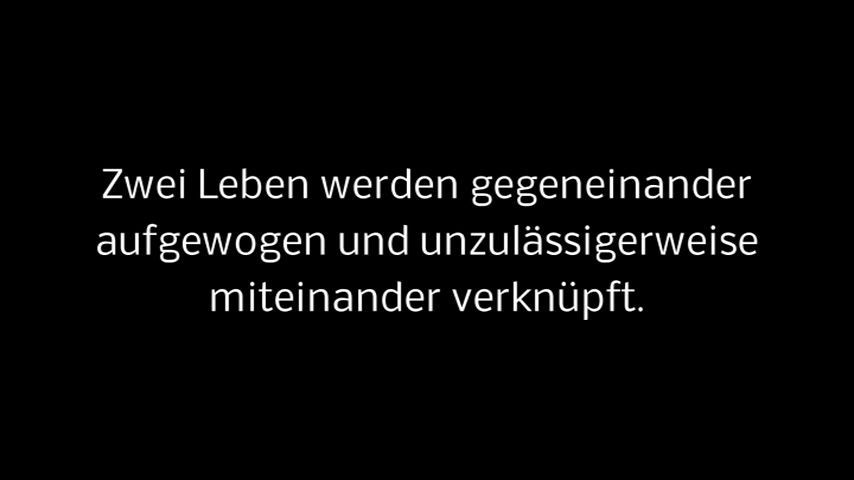 Zwei Leben werden gegeneinander
aufgewogen und unzulässigerweise
miteinander verknüpft.